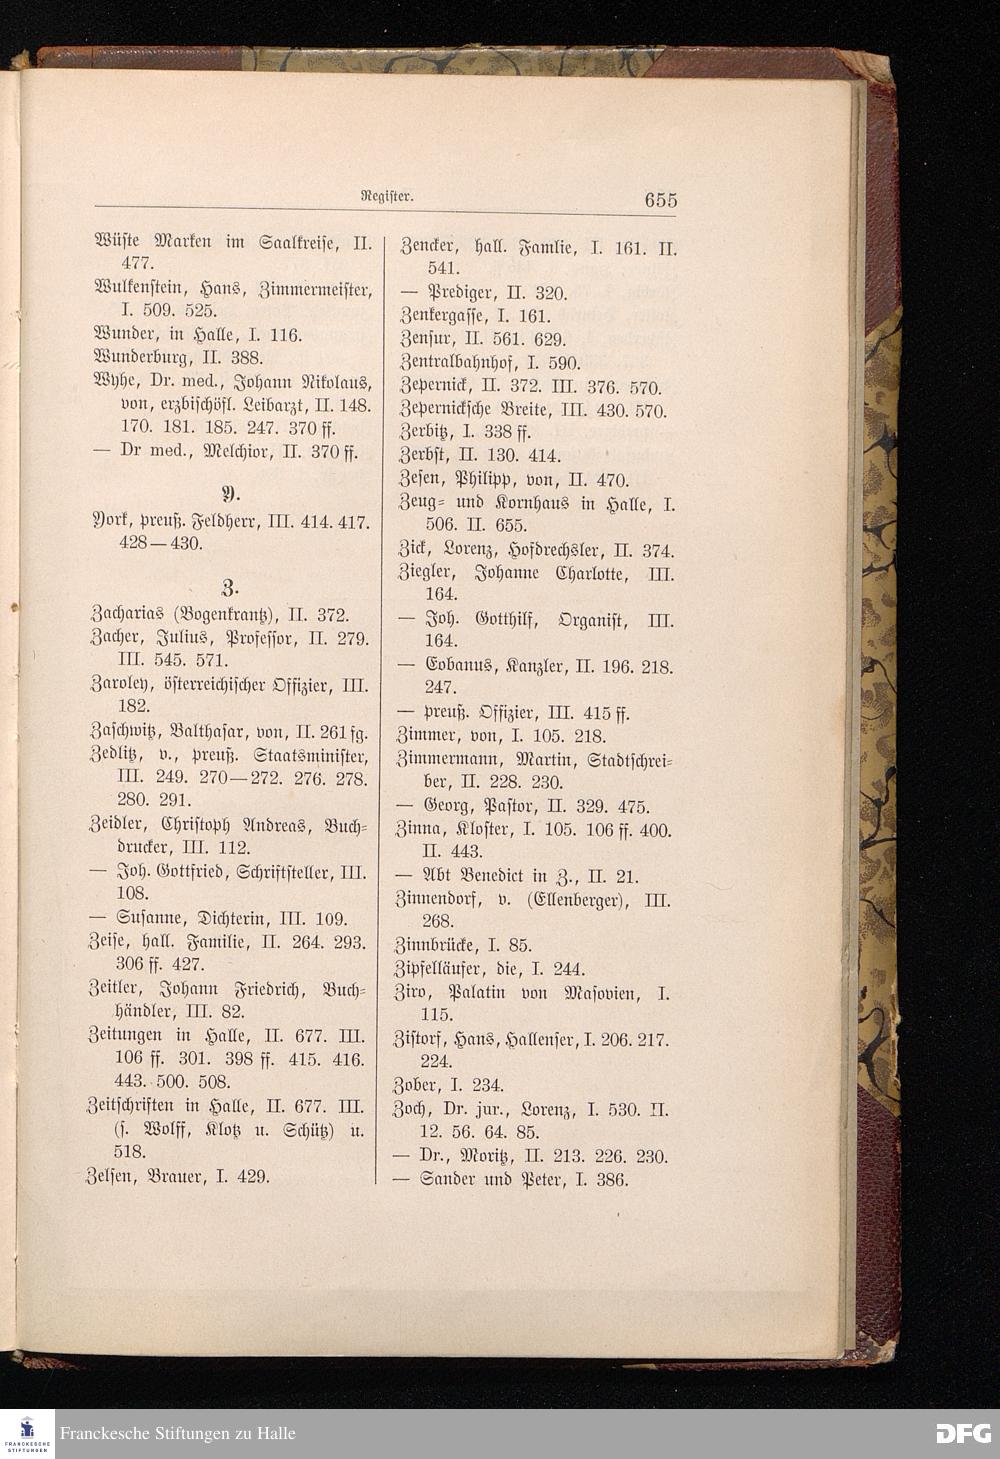 Register.
655
Wüste Marken im Saalkreise, II.
477.
Wulkenstein, Hans, Zimmermeister,
I. 509. 525.
Wunder, in Halle, I. 116.
Wunderburg, II. 388.
Wyhe, Dr. med., Johann Nikolaus,
von, erzbischöfl. Leibarzt, II. 148.
170. 181. 185. 247. 370 ff.
— Dr med., Melchior, II. 370 ff.
Y.
York, preuß. Feldherr, III. 414. 417.
428 — 430.
Z.
Zacharias (Bogenkrantz), II. 372.
Zacher, Julius, Professor, II. 279.
III. 545. 571.
Zaroley, österreichischer Offizier, III.
182.
Zaschwitz, Balthasar, von, II. 261 fg.
Zedlitz, v., preuß. Staatsminister,
III. 249. 270 — 272. 276. 278.
280. 291.
Zeidler, Christoph Andreas, Buch-
drucker, III. 112.
— Joh. Gottfried, Schriftsteller, III.
108.
— Susanne, Dichterin, III. 109.
Zeise, hall. Familie, II. 264. 293.
306 ff. 427.
Zeitler, Johann Friedrich, Buch-
händler, III. 82.
Zeitungen in Halle, II. 677. III.
106 ff. 301. 398 ff. 415. 416.
443. 500. 508.
Zeitschriften in Halle, II. 677. III.
(s. Wolff, Klotz u. Schütz) u.
518.
Zelsen, Brauer, I. 429.
Zencker, hall. Famlie, I. 161. II.
541.
— Prediger, II. 320.
Zenkergasse, I. 161.
Zensur, II. 561. 629.
Zentralbahnhof, I. 590.
Zepernick, II. 372. III. 376. 570.
Zepernicksche Breite, III. 430. 570.
Zerbitz, I. 338 ff.
Zerbst, II. 130. 414.
Zesen, Philipp, von, II. 470.
Zeug- und Kornhaus in Halle, I.
506. II. 655.
Zick, Lorenz, Hofdrechsler, II. 374.
Ziegler, Johanne Charlotte, III.
164.
— Joh. Gotthilf, Organist, III.
164.
— Eobanus, Kanzler, II. 196. 218.
247.
— preuß. Offizier, III. 415 ff.
Zimmer, von, I. 105. 218.
Zimmermann, Martin, Stadtschrei-
ber, II. 228. 230.
— Georg, Pastor, II. 329. 475.
Zinna, Kloster, I. 105. 106 ff. 400.
II. 443.
— Abt Benedict in Z., II. 21.
Zinnendorf, v. (Ellenberger), III.
268.
Zinnbrücke, I. 85.
Zipselläufer, die, I. 244.
Ziro, Palatin von Masovien, I.
115.
Zistorf, Hans, Hallenser, I. 206. 217.
224.
Zober, I. 234.
Zoch, Dr. jur., Lorenz, I. 530. II.
12. 56. 64. 85.
— Dr., Moritz, II. 213. 226. 230.
— Sander und Peter, I. 386.
FRANCKESCHE
STIFTUNGEN
Franckesche Stiftungen zu Halle
DFG